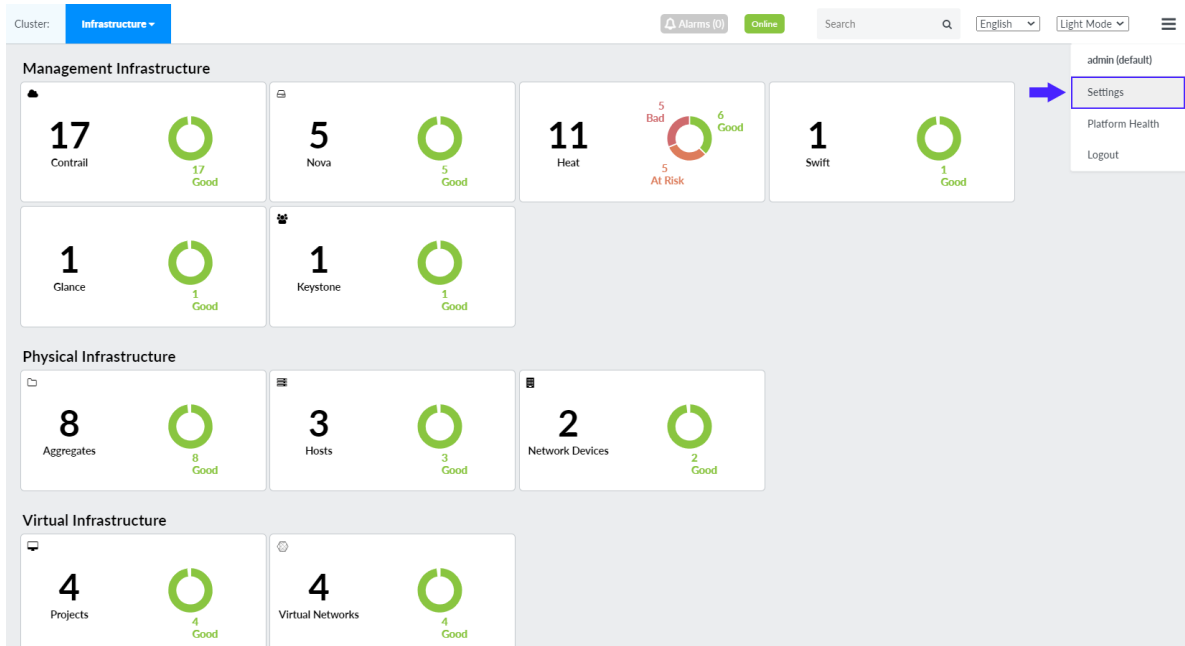 Cluster:
Infrastructure
Alarms (0)
Online
Search
English
Light Mode
admin (default)
Settings
Platform Health
Logout
Management Infrastructure
17
Contrail
17
Good
5
Nova
5
Good
11
Heat
5
Bad
6
Good
5
At Risk
1
Swift
1
Good
1
Glance
1
Good
1
Keystone
1
Good
Physical Infrastructure
8
Aggregates
8
Good
3
Hosts
3
Good
2
Network Devices
2
Good
Virtual Infrastructure
4
Projects
4
Good
4
Virtual Networks
4
Good